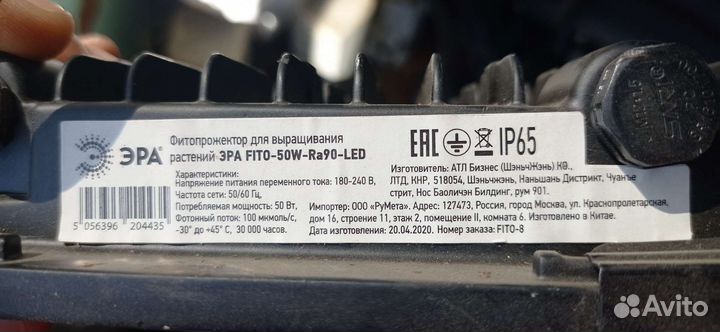 ЭРА
Фитопрожектор для выращивания
растений ЭРА FITO-50W-Ra90-LED
Характеристики:
Напряжение питания переменного тока: 180-240 В,
Частота сети: 50/60 Гц,
Потребляемая мощность: 50 Вт,
Фотонный поток: 100 мкмоль/с,
-30° до +45° С, 30 000 часов.
5 056396 204435
EAC IP65
Изготовитель: АТЛ Бизнес (ШэньчЖэнь) КО.,
ЛТД, КНР, 518054, Шэньчжэнь, Наньшань Дистрикт, Чуанъе
стрит, Нос Баоличэн Билдинг, рум 901.
Импортер: ООО «РуМета». Адрес: 127473, Россия, город Москва, ул. Краснопролетарская,
дом 16, строение 11, этаж 2, помещение II, комната 6. Изготовлено в Китае.
Дата изготовления: 20.04.2020. Номер заказа: FITO-8
Avito